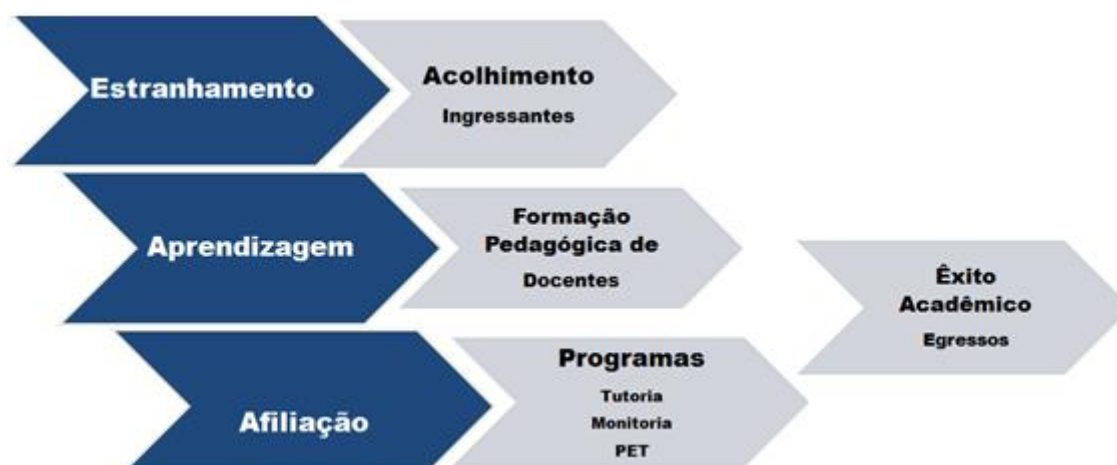 Estranhamento
Acolhimento
Ingressantes
Aprendizagem
Formação
Pedagógica de
Docentes
Afiliação
Programas
Tutoria
Monitoria
PET
Êxito
Acadêmico
Egressos